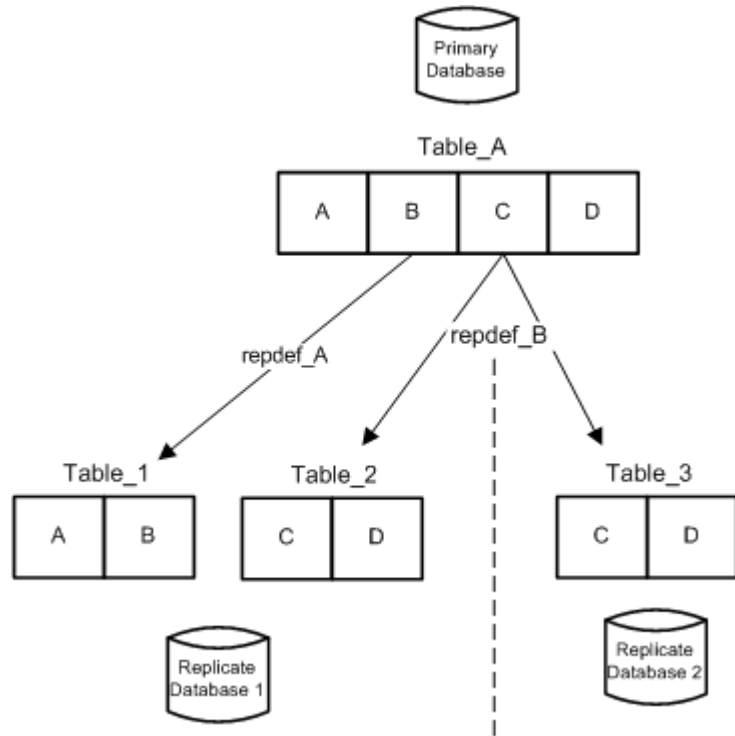 Primary
Database
Table_A
A B C D
repdef_A
repdef_B
Table_1
Table_2
Table_3
A B
C D
C D
Replicate
Database 1
Replicate
Database 2